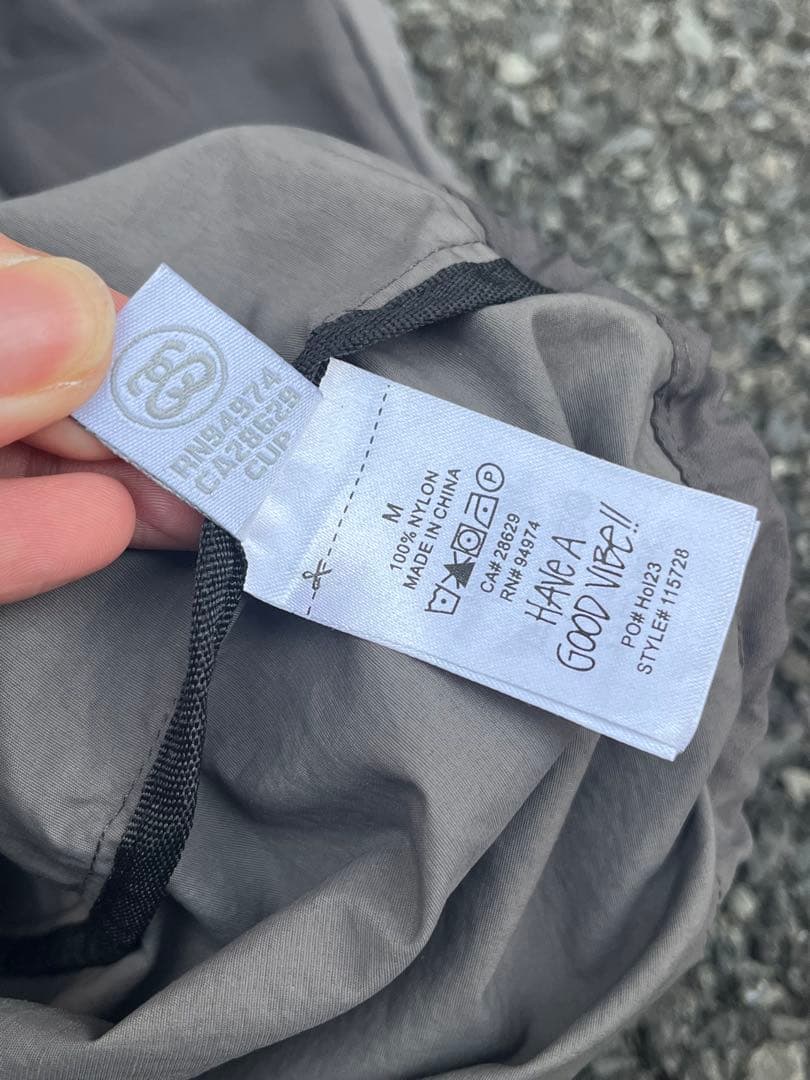 RN94974
CA28629
CUP
M
100% NYLON
MADE IN CHINA
P
CA# 28629
RN# 94974
HAVE A
GOOD VIBE!!
PO# Hol23
STYLE# 115728